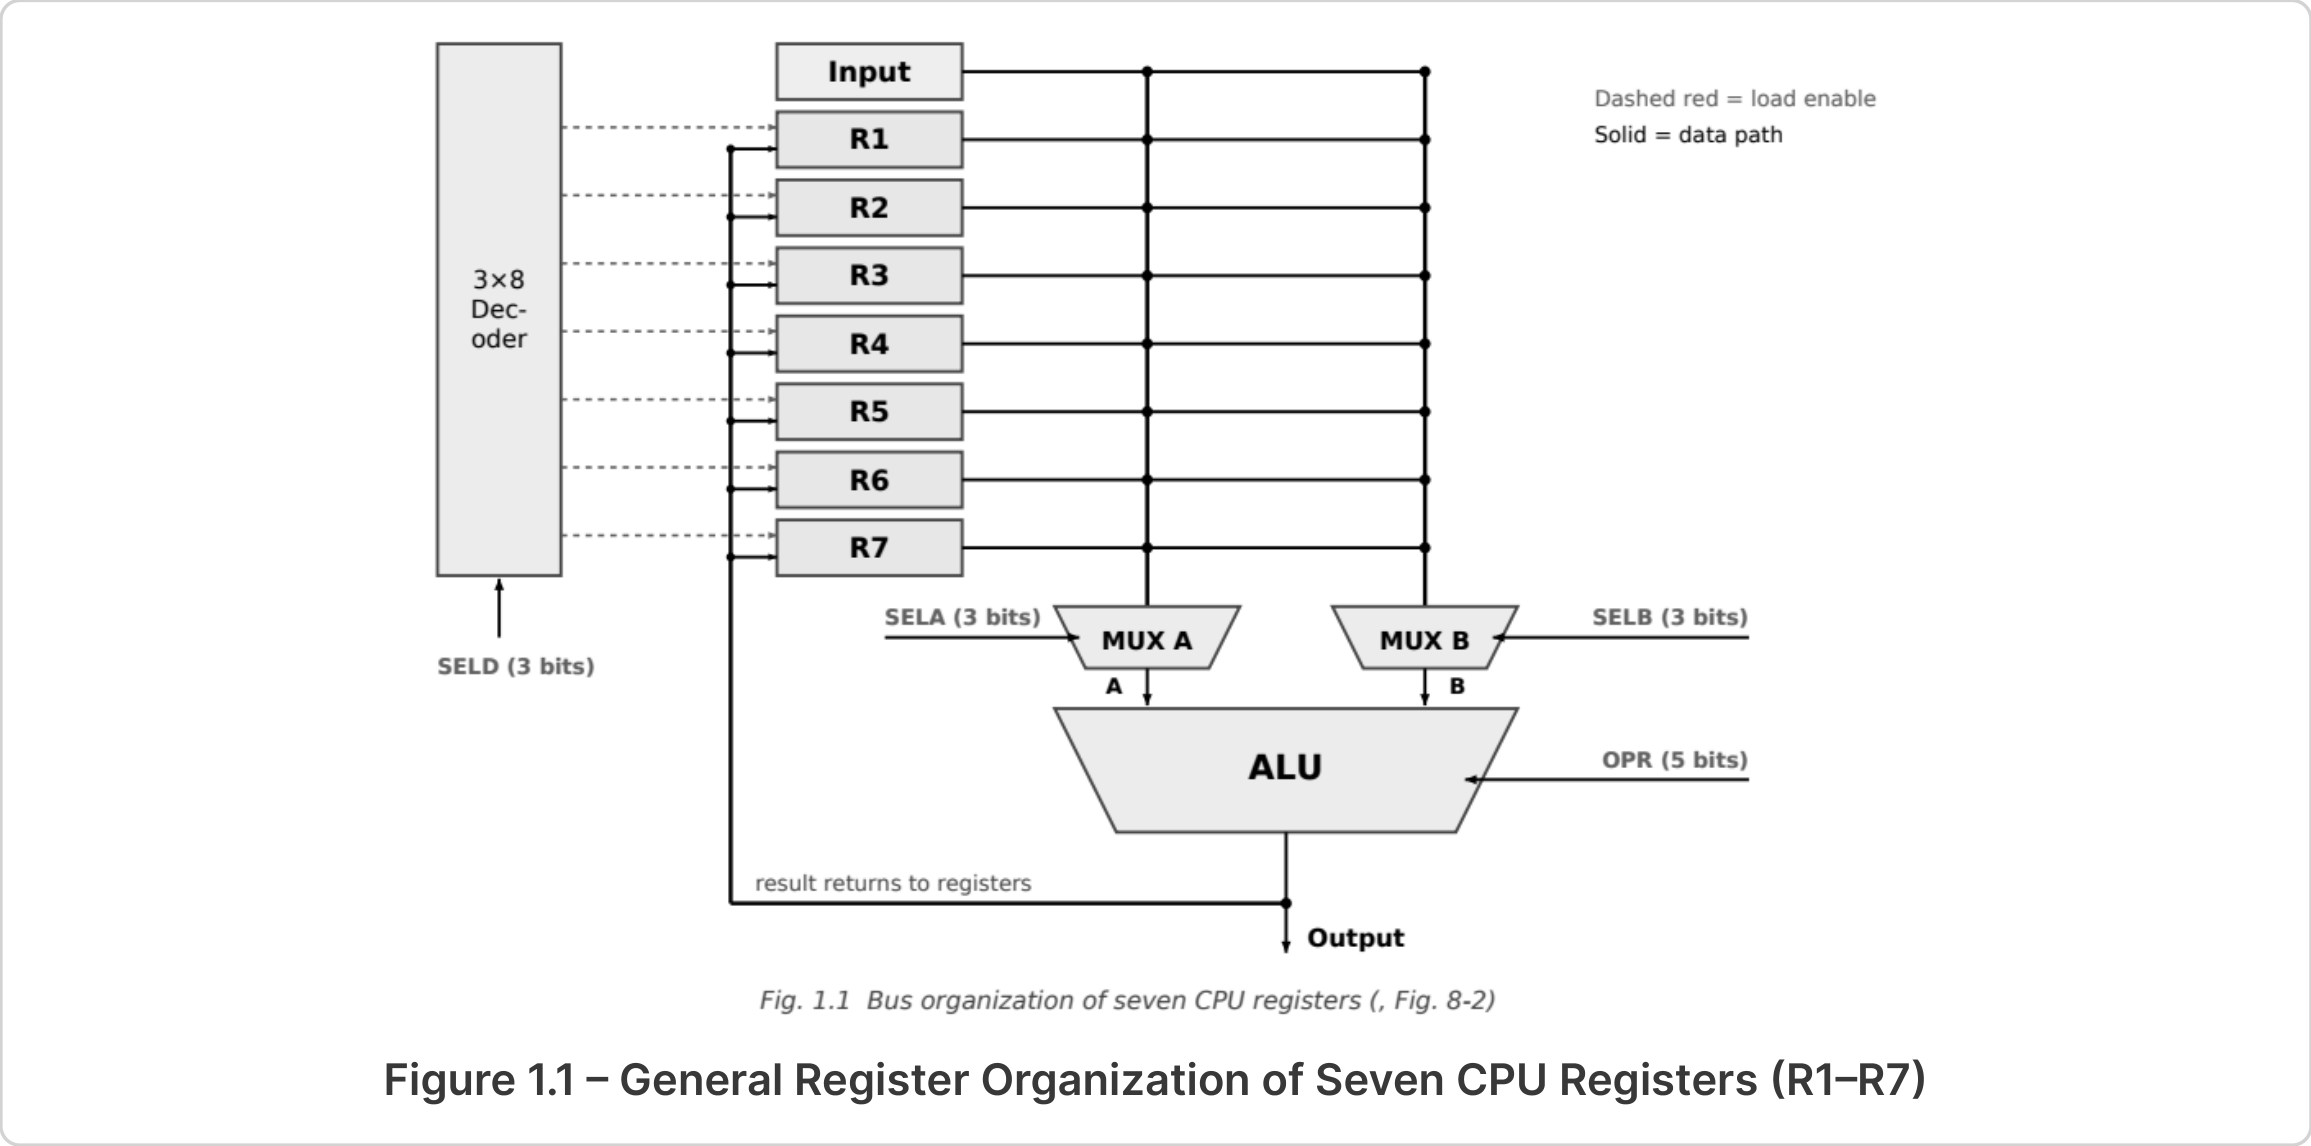 Input
R1
R2
R3
R4
R5
R6
R7
3×8
Dec-
oder
Dashed red = load enable
Solid = data path
SELD (3 bits)
SELA (3 bits)
MUX A
MUX B
SELB (3 bits)
A
B
ALU
OPR (5 bits)
result returns to registers
Output
Fig. 1.1 Bus organization of seven CPU registers (, Fig. 8-2)
Figure 1.1 – General Register Organization of Seven CPU Registers (R1–R7)